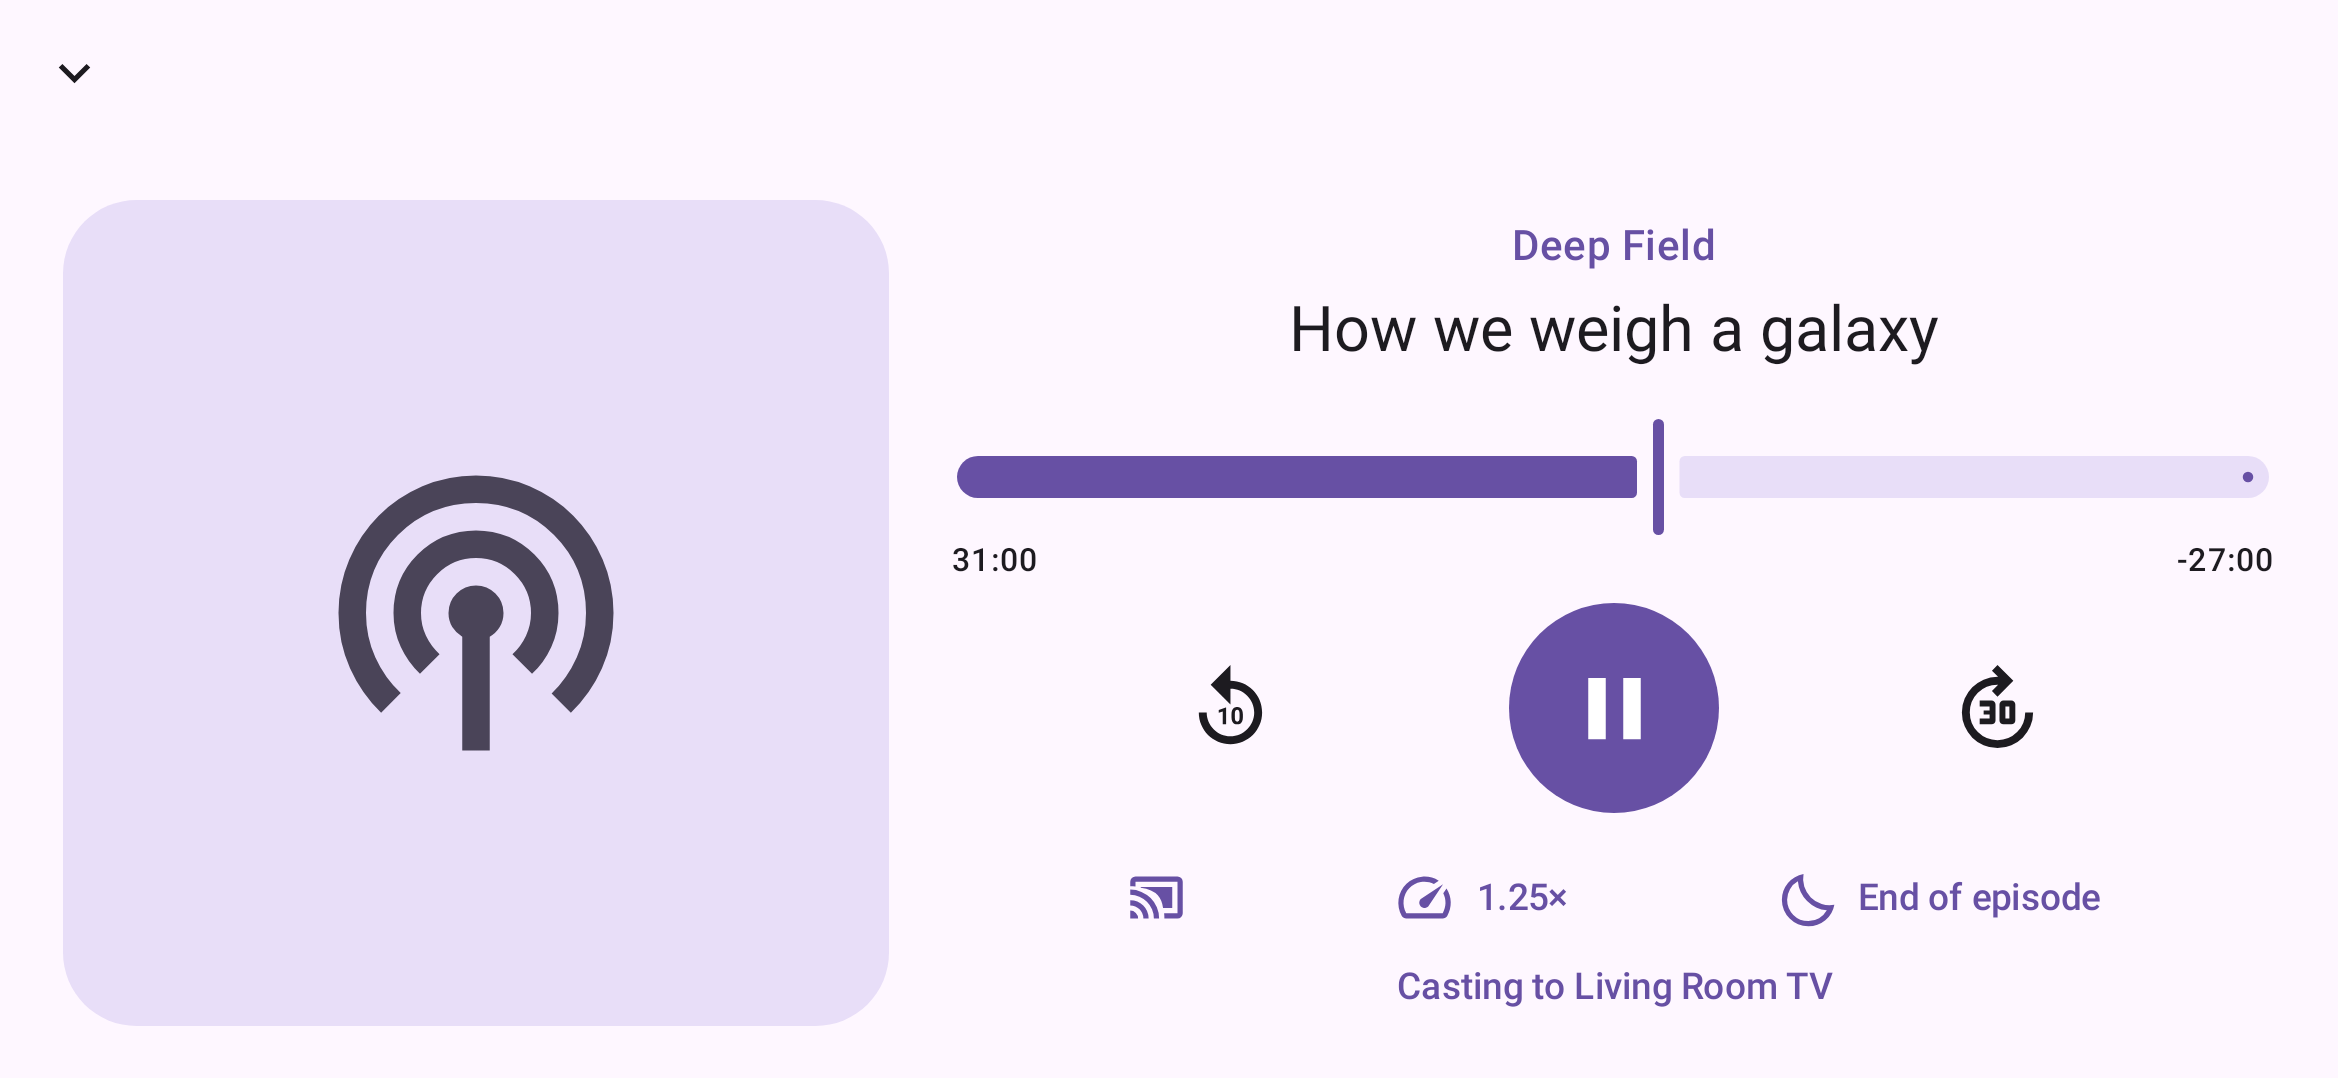 Deep Field
How we weigh a galaxy
31:00
-27:00
10
30
1.25×
End of episode
Casting to Living Room TV